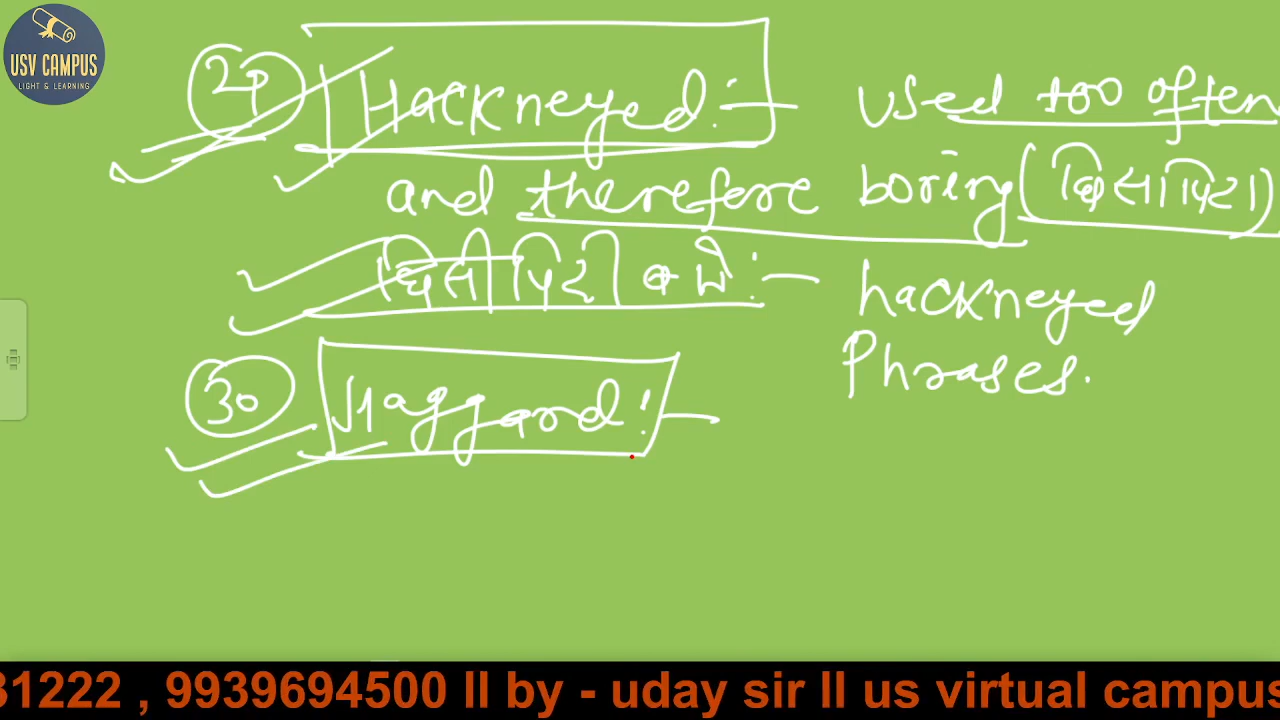 USV CAMPUS
LIGHT & LEARNING
29 Hackneyed :- used too often
and therefore boring (घिसा पिटा)
घिसी पिटी बातें :- hackneyed
Phrases.
30 Haggard :-
31222 , 9939694500 ll by - uday sir ll us virtual campus